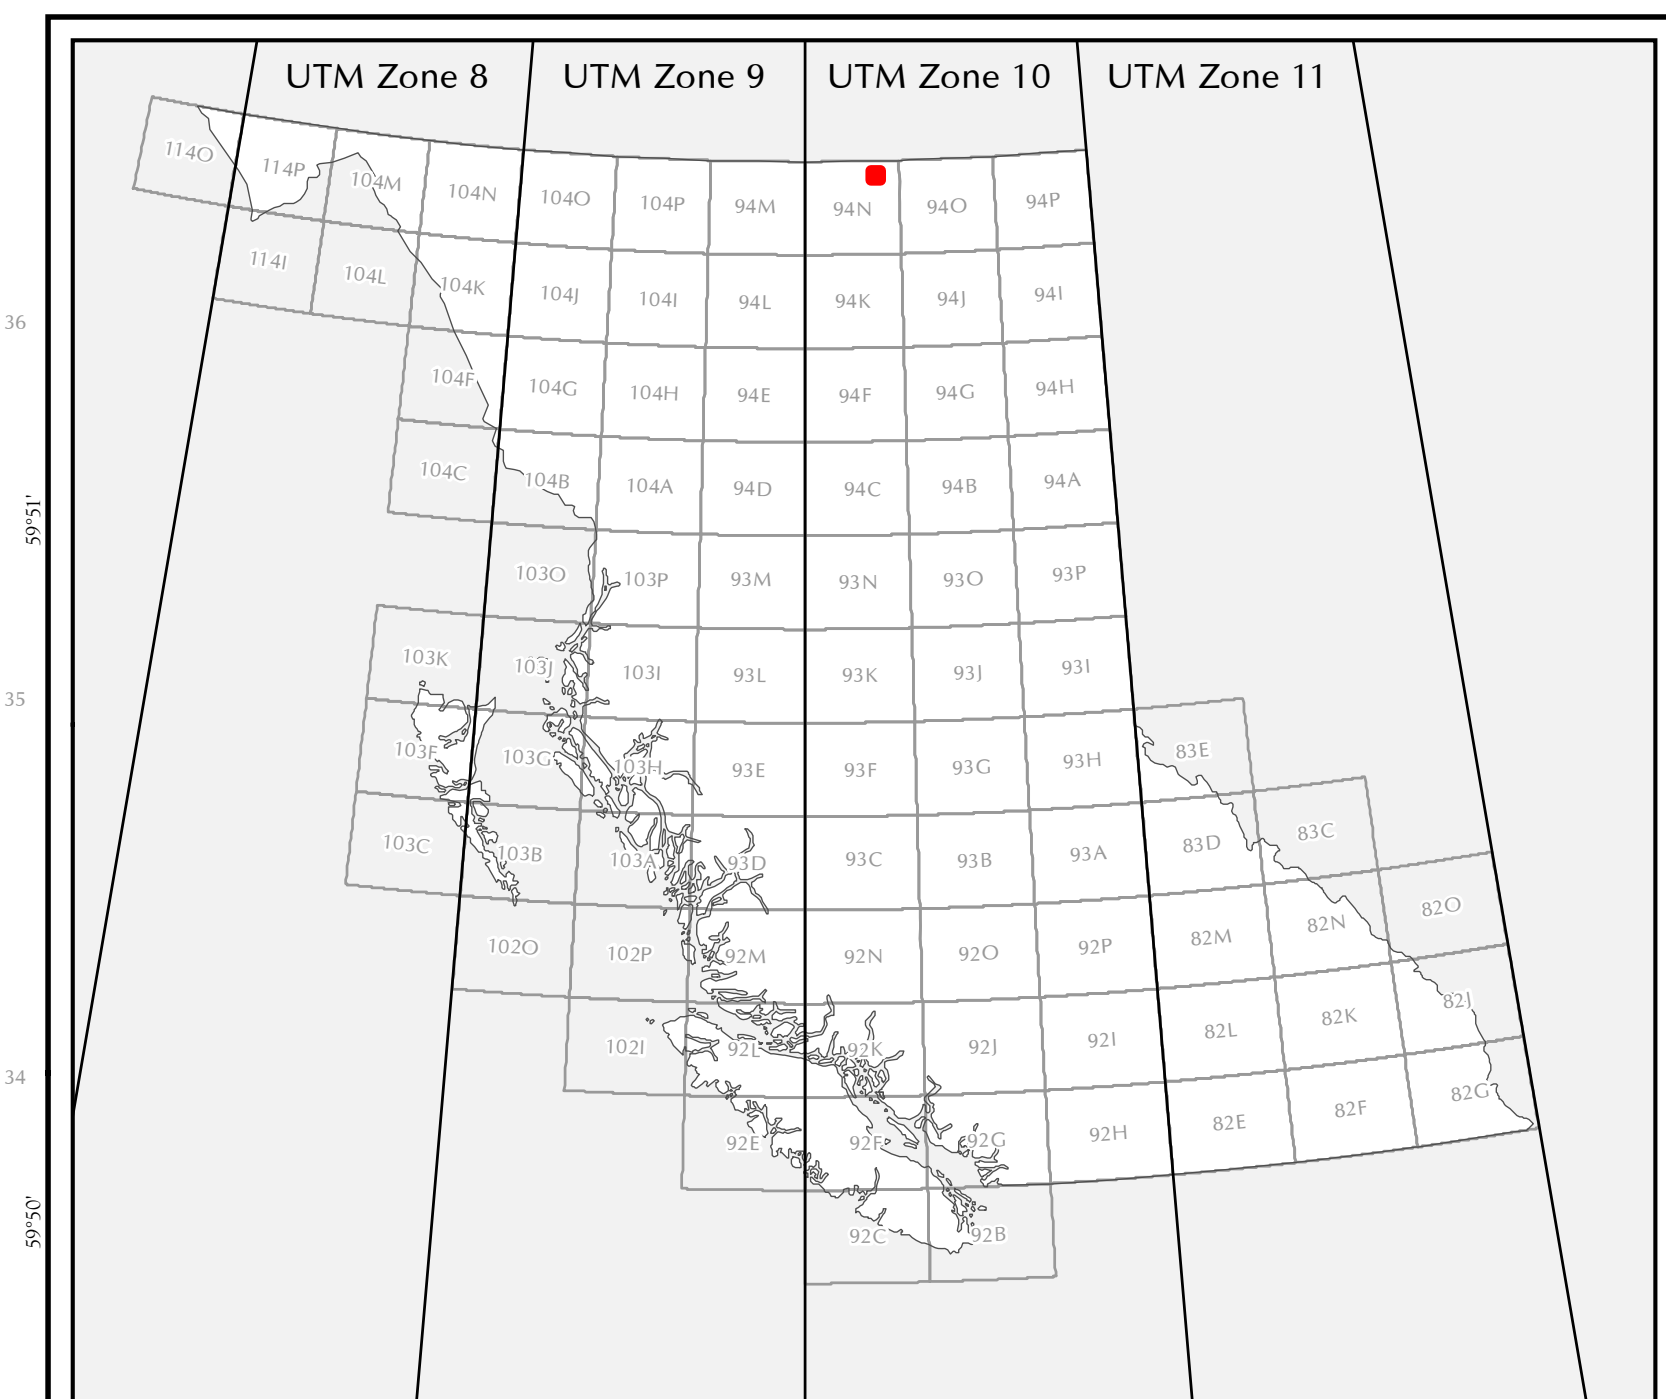 UTM Zone 8 UTM Zone 9 UTM Zone 10 UTM Zone 11
114O 114P 104M 104N 104O 104P 94M 94N 94O 94P
114I 104L 104K 104J 104I 94L 94K 94J 94I
36
104F 104G 104H 94E 94F 94G 94H
104C 104B 104A 94D 94C 94B 94A
59°51'
103O 103P 93M 93N 93O 93P
103K 103J 103I 93L 93K 93J 93I
35
103F 103G 103H 93E 93F 93G 93H 83E
103C 103B 103A 93D 93C 93B 93A 83D 83C
102O 102P 92M 92N 92O 92P 82M 82N 82O
102I 92L 92K 92J 92I 82L 82K 82J
34
92E 92F 92G 92H 82E 82F 82G
59°50'
92C 92B